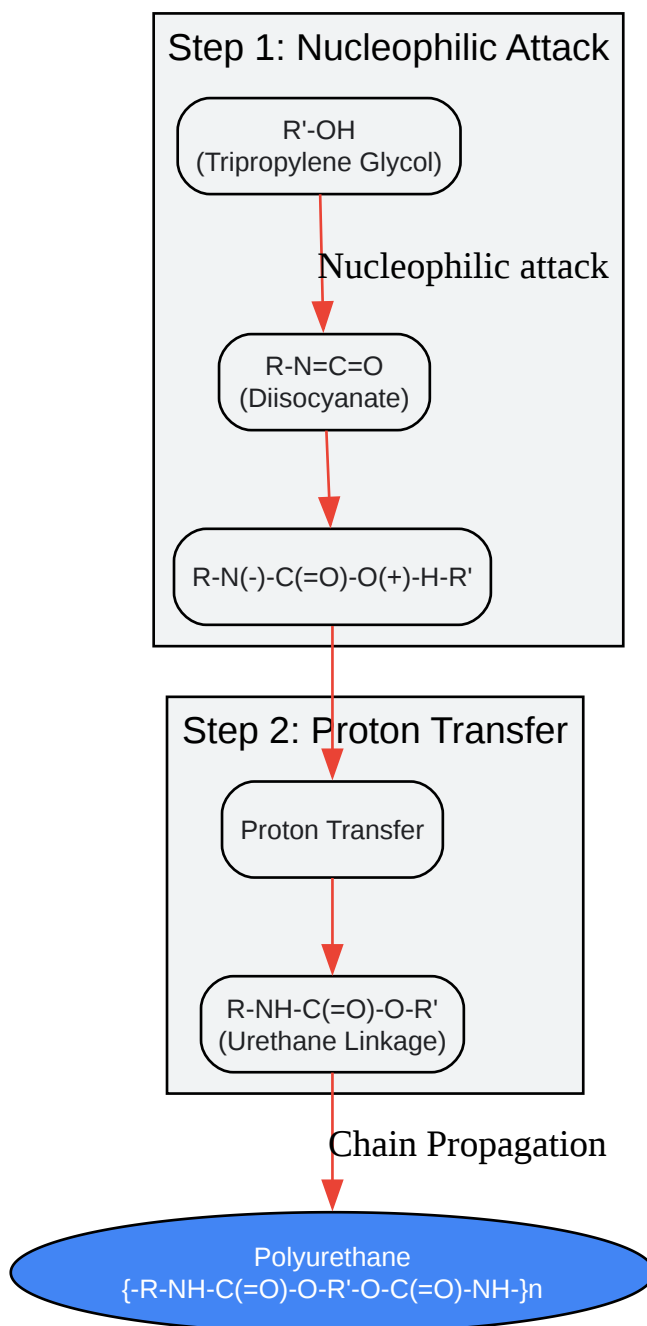 Step 1: Nucleophilic Attack
R'-OH
(Tripropylene Glycol)
Nucleophilic attack
R-N=C=O
(Diisocyanate)
R-N(-)-C(=O)-O(+)-H-R'
Step 2: Proton Transfer
Proton Transfer
R-NH-C(=O)-O-R'
(Urethane Linkage)
Chain Propagation
Polyurethane
{-R-NH-C(=O)-O-R'-O-C(=O)-NH-}n